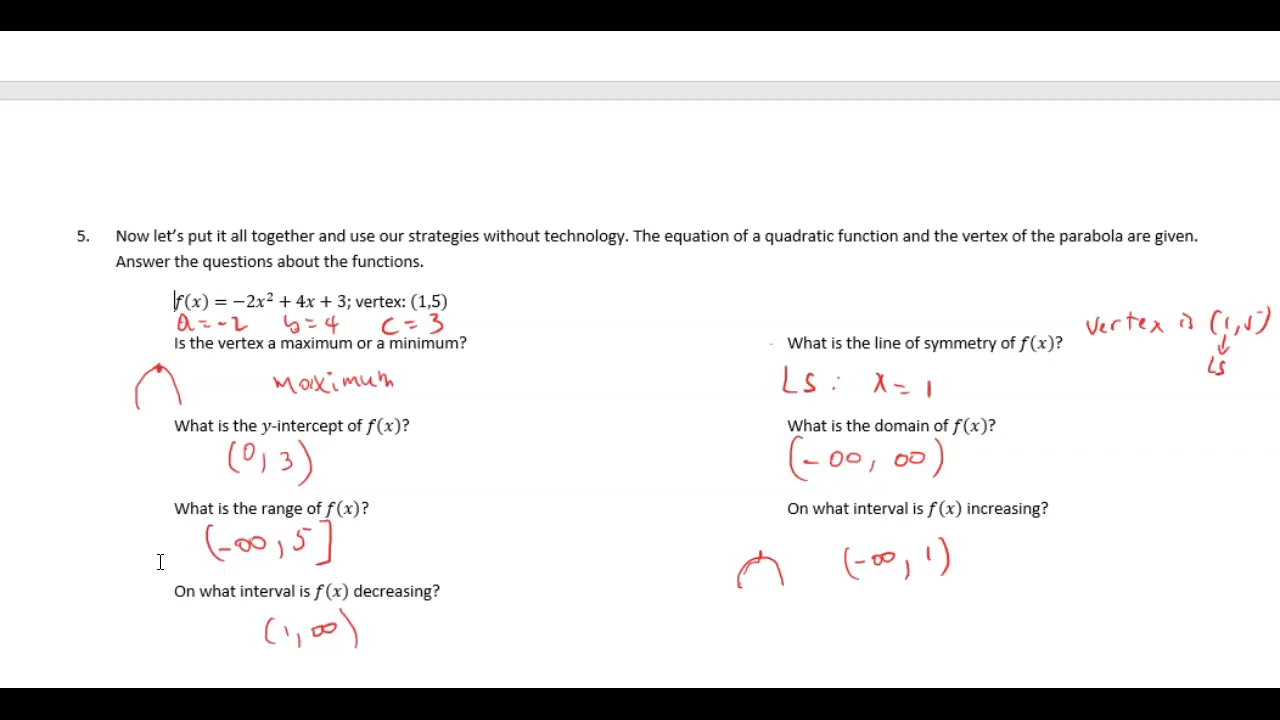 5. Now let's put it all together and use our strategies without technology. The equation of a quadratic function and the vertex of the parabola are given.
Answer the questions about the functions.
f(x) = −2x² + 4x + 3; vertex: (1,5)
a = -2 b = 4 c = 3
Is the vertex a maximum or a minimum?
maximum
vertex is (1,5)
LS
What is the line of symmetry of f(x)?
LS: x = 1
What is the y-intercept of f(x)?
(0, 3)
What is the domain of f(x)?
(-∞, ∞)
What is the range of f(x)?
(-∞, 5]
On what interval is f(x) increasing?
(-∞, 1)
On what interval is f(x) decreasing?
(1, ∞)